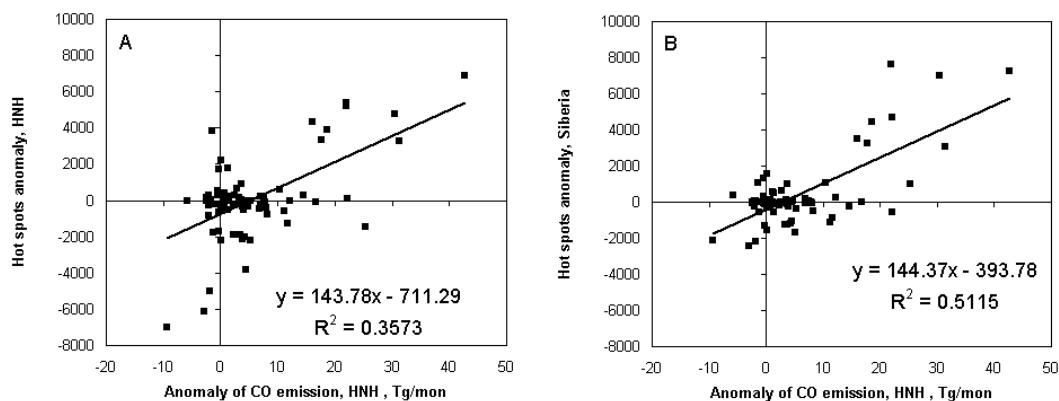 A
Hot spots anomaly, HNH
10000
8000
6000
4000
2000
0
-2000
-4000
-6000
-8000
-20 -10 0 10 20 30 40 50
Anomaly of CO emission, HNH , Tg/mon
y = 143.78x - 711.29
R² = 0.3573
B
Hot spots anomaly, Siberia
10000
8000
6000
4000
2000
0
-2000
-4000
-6000
-8000
-20 -10 0 10 20 30 40 50
Anomaly of CO emission, HNH , Tg/mon
y = 144.37x - 393.78
R² = 0.5115